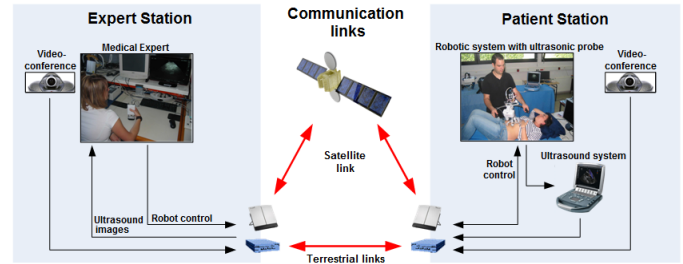 Expert Station
Communication
links
Patient Station
Video-
conference
Medical Expert
Robotic system with ultrasonic probe
Video-
conference
Satellite
link
Robot
control
Ultrasound system
Ultrasound
images
Robot control
Terrestrial links